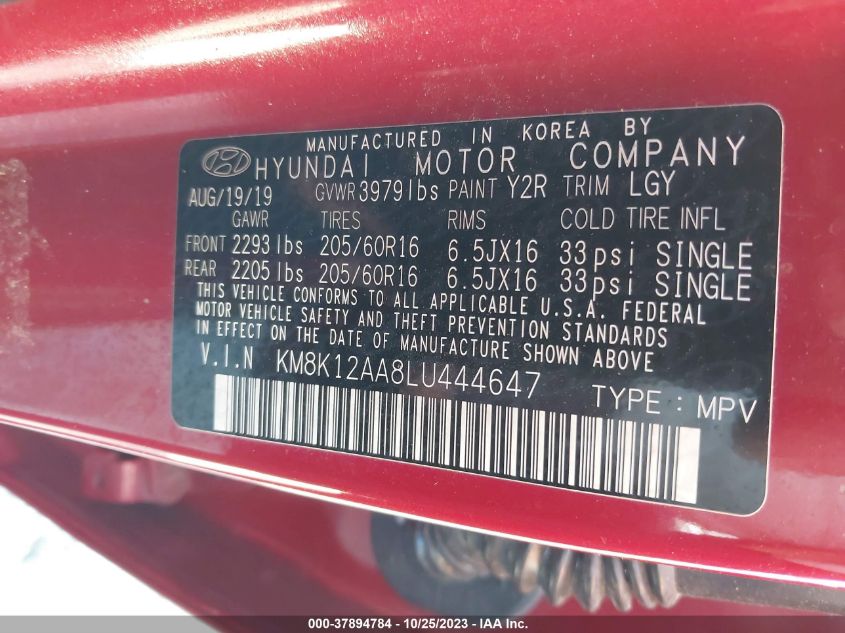 MANUFACTURED IN KOREA BY
HYUNDAI MOTOR COMPANY
AUG/19/19 GVWR 3979lbs PAINT Y2R TRIM LGY
GAWR TIRES RIMS COLD TIRE INFL
FRONT 2293lbs 205/60R16 6.5JX16 33psi SINGLE
REAR 2205lbs 205/60R16 6.5JX16 33psi SINGLE
THIS VEHICLE CONFORMS TO ALL APPLICABLE U.S.A. FEDERAL
MOTOR VEHICLE SAFETY AND THEFT PREVENTION STANDARDS
IN EFFECT ON THE DATE OF MANUFACTURE SHOWN ABOVE
V.I.N KM8K12AA8LU444647 TYPE : MPV
000-37894784 - 10/25/2023 - IAA Inc.